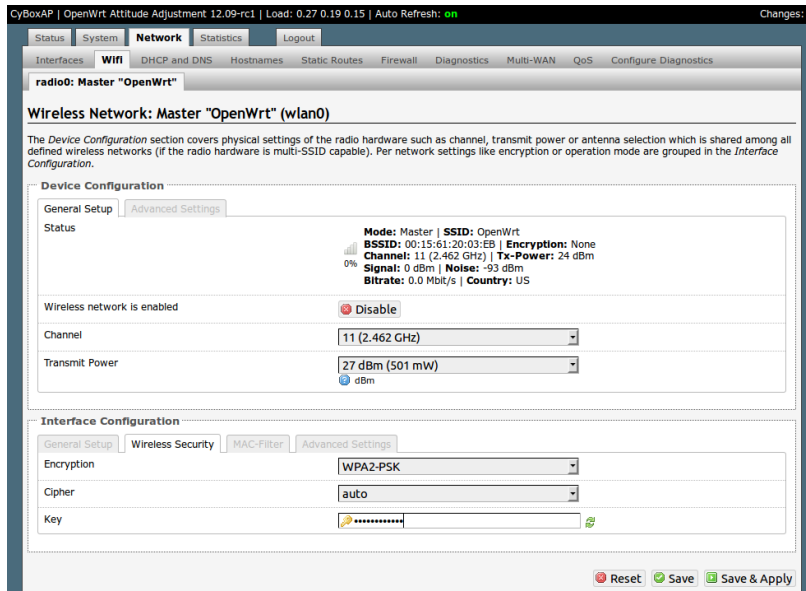 CyBoxAP | OpenWrt Attitude Adjustment 12.09-rc1 | Load: 0.27 0.19 0.15 | Auto Refresh: on Changes:
Status System Network Statistics Logout
Interfaces Wifi DHCP and DNS Hostnames Static Routes Firewall Diagnostics Multi-WAN QoS Configure Diagnostics
radio0: Master "OpenWrt"
Wireless Network: Master "OpenWrt" (wlan0)
The Device Configuration section covers physical settings of the radio hardware such as channel, transmit power or antenna selection which is shared among all
defined wireless networks (if the radio hardware is multi-SSID capable). Per network settings like encryption or operation mode are grouped in the Interface
Configuration.
Device Configuration
General Setup Advanced Settings
Status
Mode: Master | SSID: OpenWrt
BSSID: 00:15:61:20:03:EB | Encryption: None
Channel: 11 (2.462 GHz) | Tx-Power: 24 dBm
0% Signal: 0 dBm | Noise: -93 dBm
Bitrate: 0.0 Mbit/s | Country: US
Wireless network is enabled Disable
Channel 11 (2.462 GHz)
Transmit Power 27 dBm (501 mW)
dBm
Interface Configuration
General Setup Wireless Security MAC-Filter Advanced Settings
Encryption WPA2-PSK
Cipher auto
Key ••••••••••••
Reset Save Save & Apply